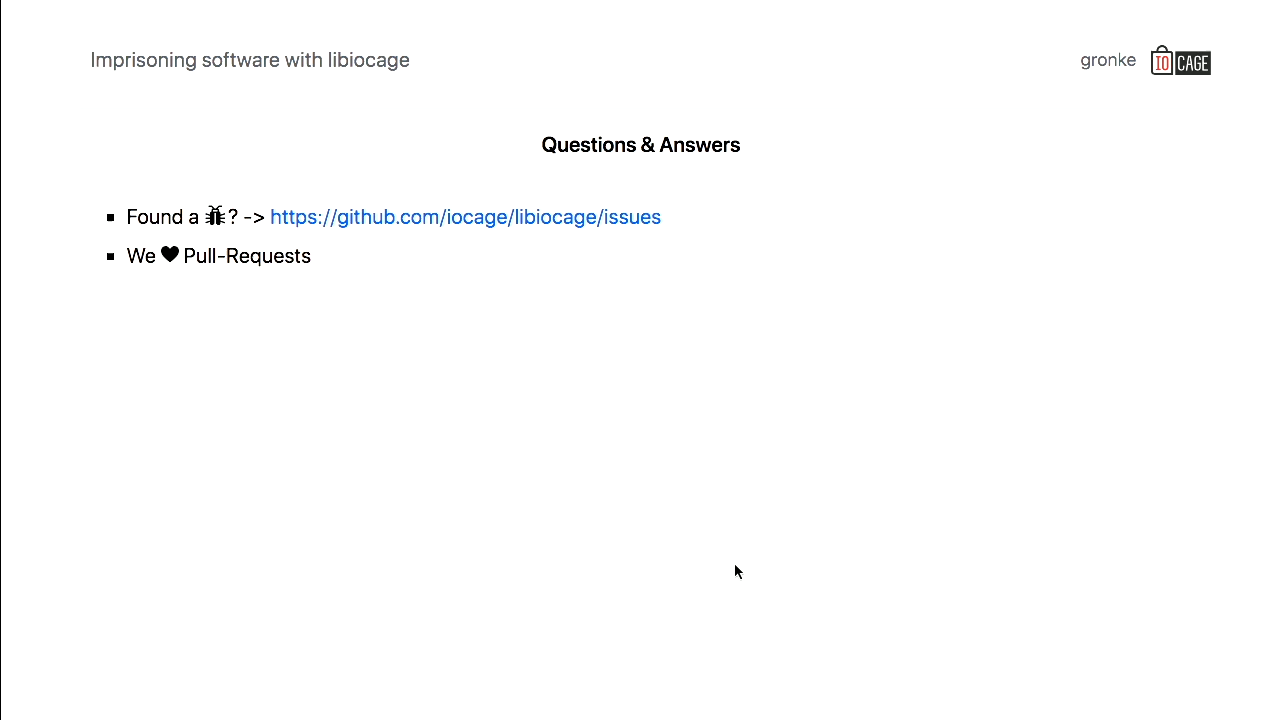 Imprisoning software with libiocage
gronke IO CAGE
Questions & Answers
Found a ? -> https://github.com/iocage/libiocage/issues
We ♥ Pull-Requests